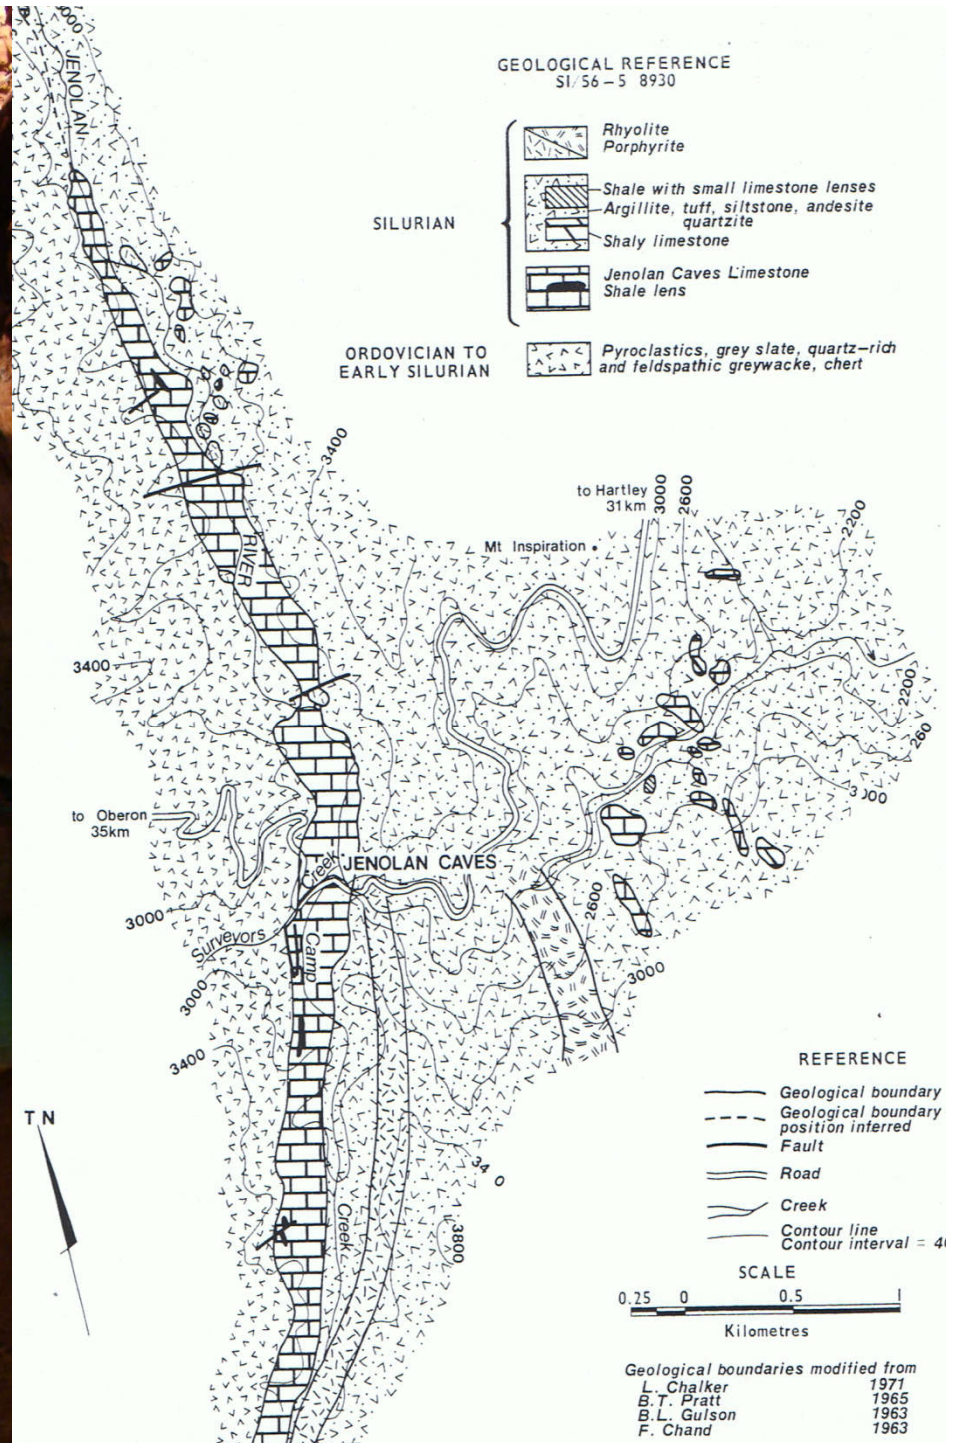 3000
JENOLAN
GEOLOGICAL REFERENCE
SI/56-5 8930
Rhyolite
Porphyrite
SILURIAN
Shale with small limestone lenses
Argillite, tuff, siltstone, andesite
quartzite
Shaly limestone
Jenolan Caves Limestone
Shale lens
ORDOVICIAN TO
EARLY SILURIAN
Pyroclastics, grey slate, quartz-rich
and feldspathic greywacke, chert
3400
to Hartley
31km
3000
2600
2200
Mt Inspiration
RIVER
3400
2200
260
3 00
to Oberon
35km
Creek
JENOLAN CAVES
3000
Surveyors
Camp
2600
3000
3000
3400
TN
34 0
Creek
3800
REFERENCE
Geological boundary
Geological boundary
position inferred
Fault
Road
Creek
Contour line
Contour interval = 4
SCALE
0.25 0 0.5 1
Kilometres
Geological boundaries modified from
L. Chalker 1971
B.T. Pratt 1965
B.L. Gulson 1963
F. Chand 1963